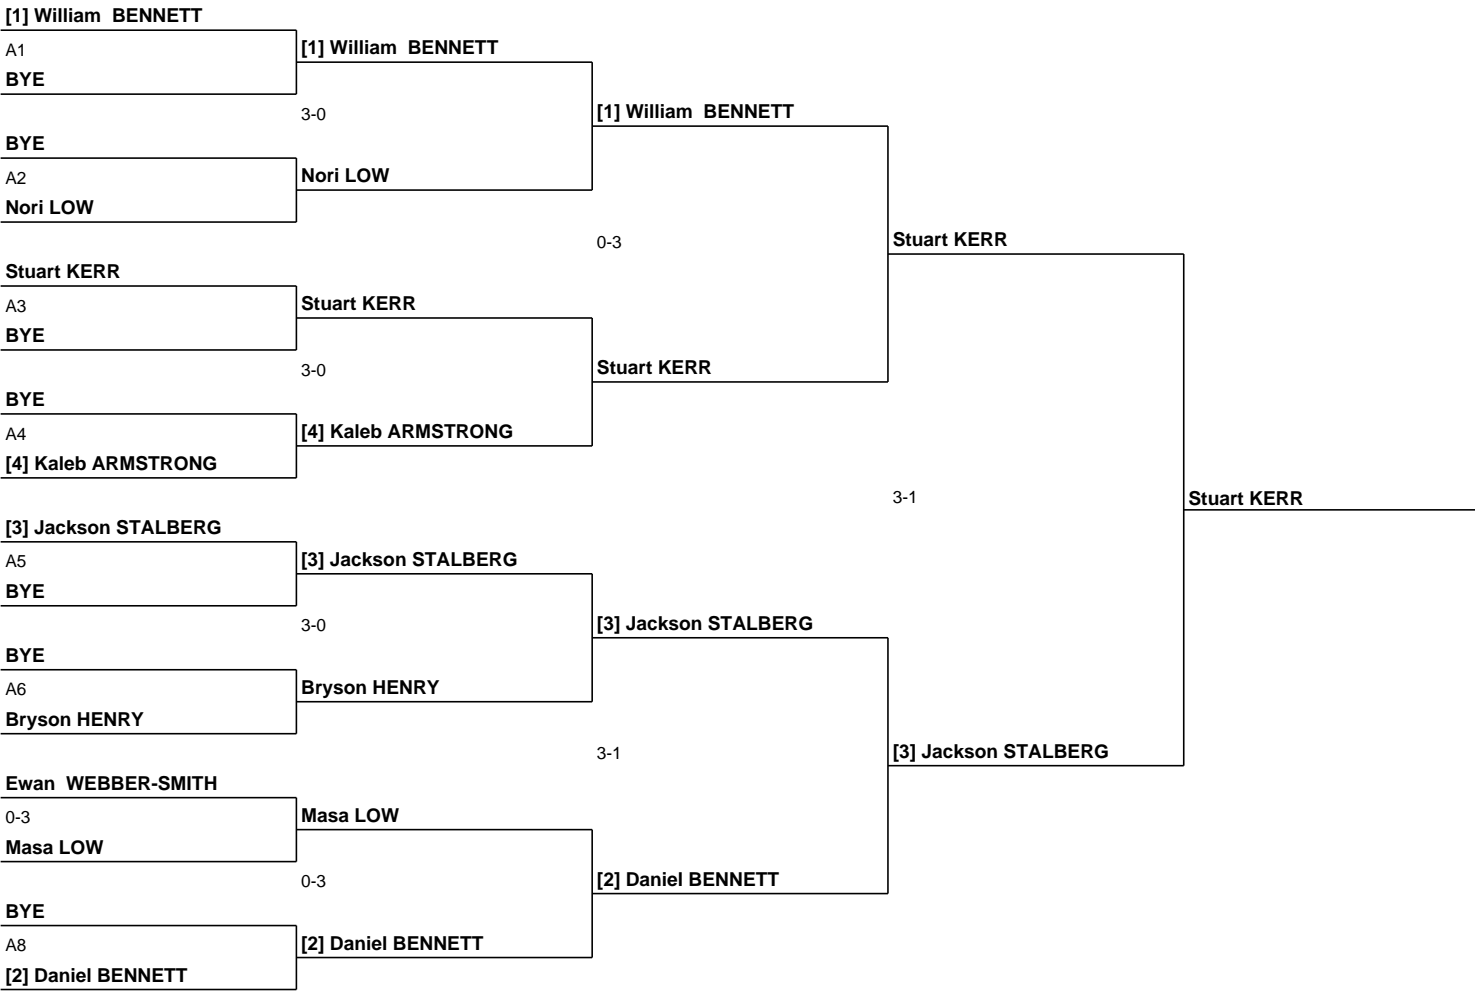 [1] William  BENNETT
A1
BYE
BYE
A2
Nori LOW
Stuart KERR
A3
BYE
BYE
A4
[4] Kaleb ARMSTRONG
[3] Jackson STALBERG
A5
BYE
BYE
A6
Bryson HENRY
Ewan  WEBBER-SMITH
0-3
Masa LOW
BYE
A8
[2] Daniel BENNETT
[1] William  BENNETT
3-0
Nori LOW
Stuart KERR
3-0
[4] Kaleb ARMSTRONG
[3] Jackson STALBERG
3-0
Bryson HENRY
Masa LOW
0-3
[2] Daniel BENNETT
[1] William  BENNETT
0-3
Stuart KERR
[3] Jackson STALBERG
3-1
[2] Daniel BENNETT
Stuart KERR
3-1
[3] Jackson STALBERG
Stuart KERR